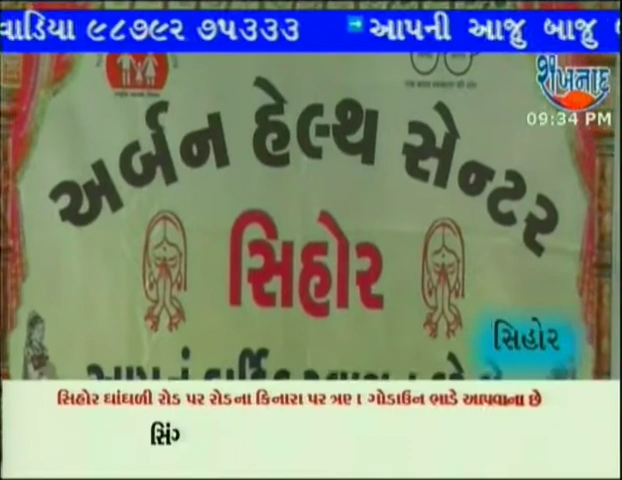 વાડિયા ૯૮૭૯૨ ૭૫૩૩૩ આપની આજુ બાજુ
શંખનાદ
09:34 PM
અર્બન હેલ્થ સેન્ટર
સિહોર
સિહોર
સિહોર ઘાંઘળી રોડ પર રોડના કિનારા પર ત્રણ । ગોડાઉન ભાડે આપવાના છે
સિંગ